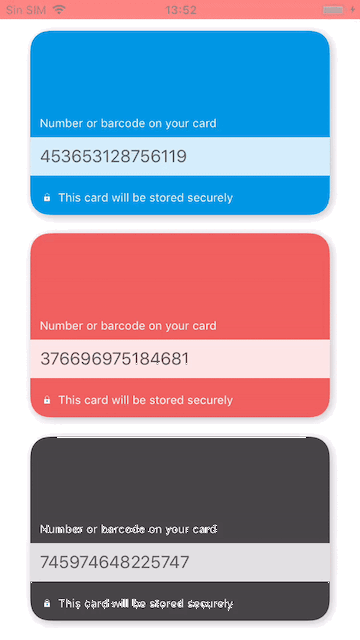 Sin SIM 13:52
Number or barcode on your card
453653128756119
This card will be stored securely
Number or barcode on your card
376696975184681
This card will be stored securely
Number or barcode on your card
745974648225747
This card will be stored securely